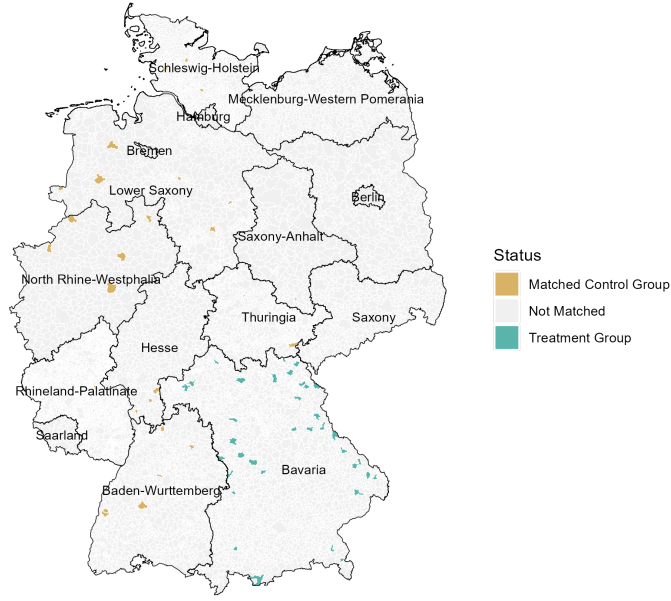 Schleswig-Holstein
Mecklenburg-Western Pomerania
Hamburg
Bremen
Lower Saxony
Berlin
Saxony-Anhalt
Status
Matched Control Group
North Rhine-Westphalia
Not Matched
Thuringia
Saxony
Treatment Group
Hesse
Rhineland-Palatinate
Saarland
Bavaria
Baden-Wurttemberg